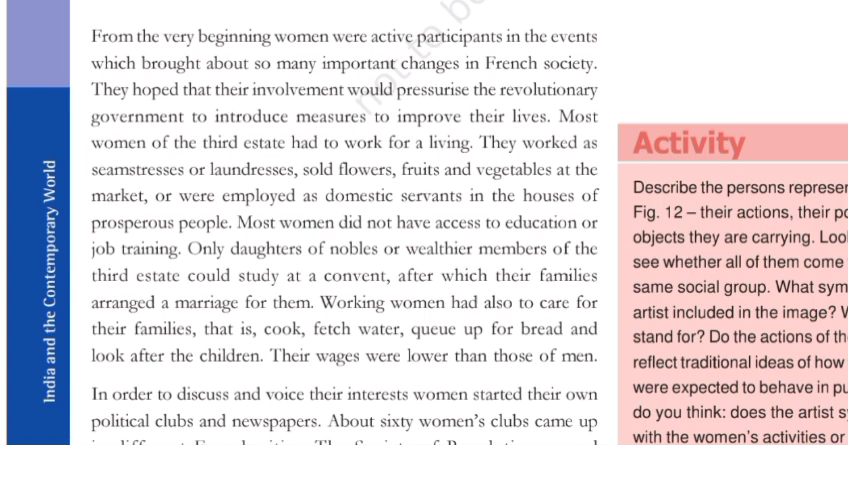 not to b
From the very beginning women were active participants in the events
which brought about so many important changes in French society.
They hoped that their involvement would pressurise the revolutionary
government to introduce measures to improve their lives. Most
women of the third estate had to work for a living. They worked as
seamstresses or laundresses, sold flowers, fruits and vegetables at the
market, or were employed as domestic servants in the houses of
prosperous people. Most women did not have access to education or
job training. Only daughters of nobles or wealthier members of the
third estate could study at a convent, after which their families
arranged a marriage for them. Working women had also to care for
their families, that is, cook, fetch water, queue up for bread and
look after the children. Their wages were lower than those of men.
In order to discuss and voice their interests women started their own
political clubs and newspapers. About sixty women's clubs came up
India and the Contemporary World
Activity
Describe the persons represen
Fig. 12 – their actions, their po
objects they are carrying. Loo
see whether all of them come
same social group. What sym
artist included in the image?
stand for? Do the actions of th
reflect traditional ideas of how
were expected to behave in pu
do you think: does the artist s
with the women's activities or